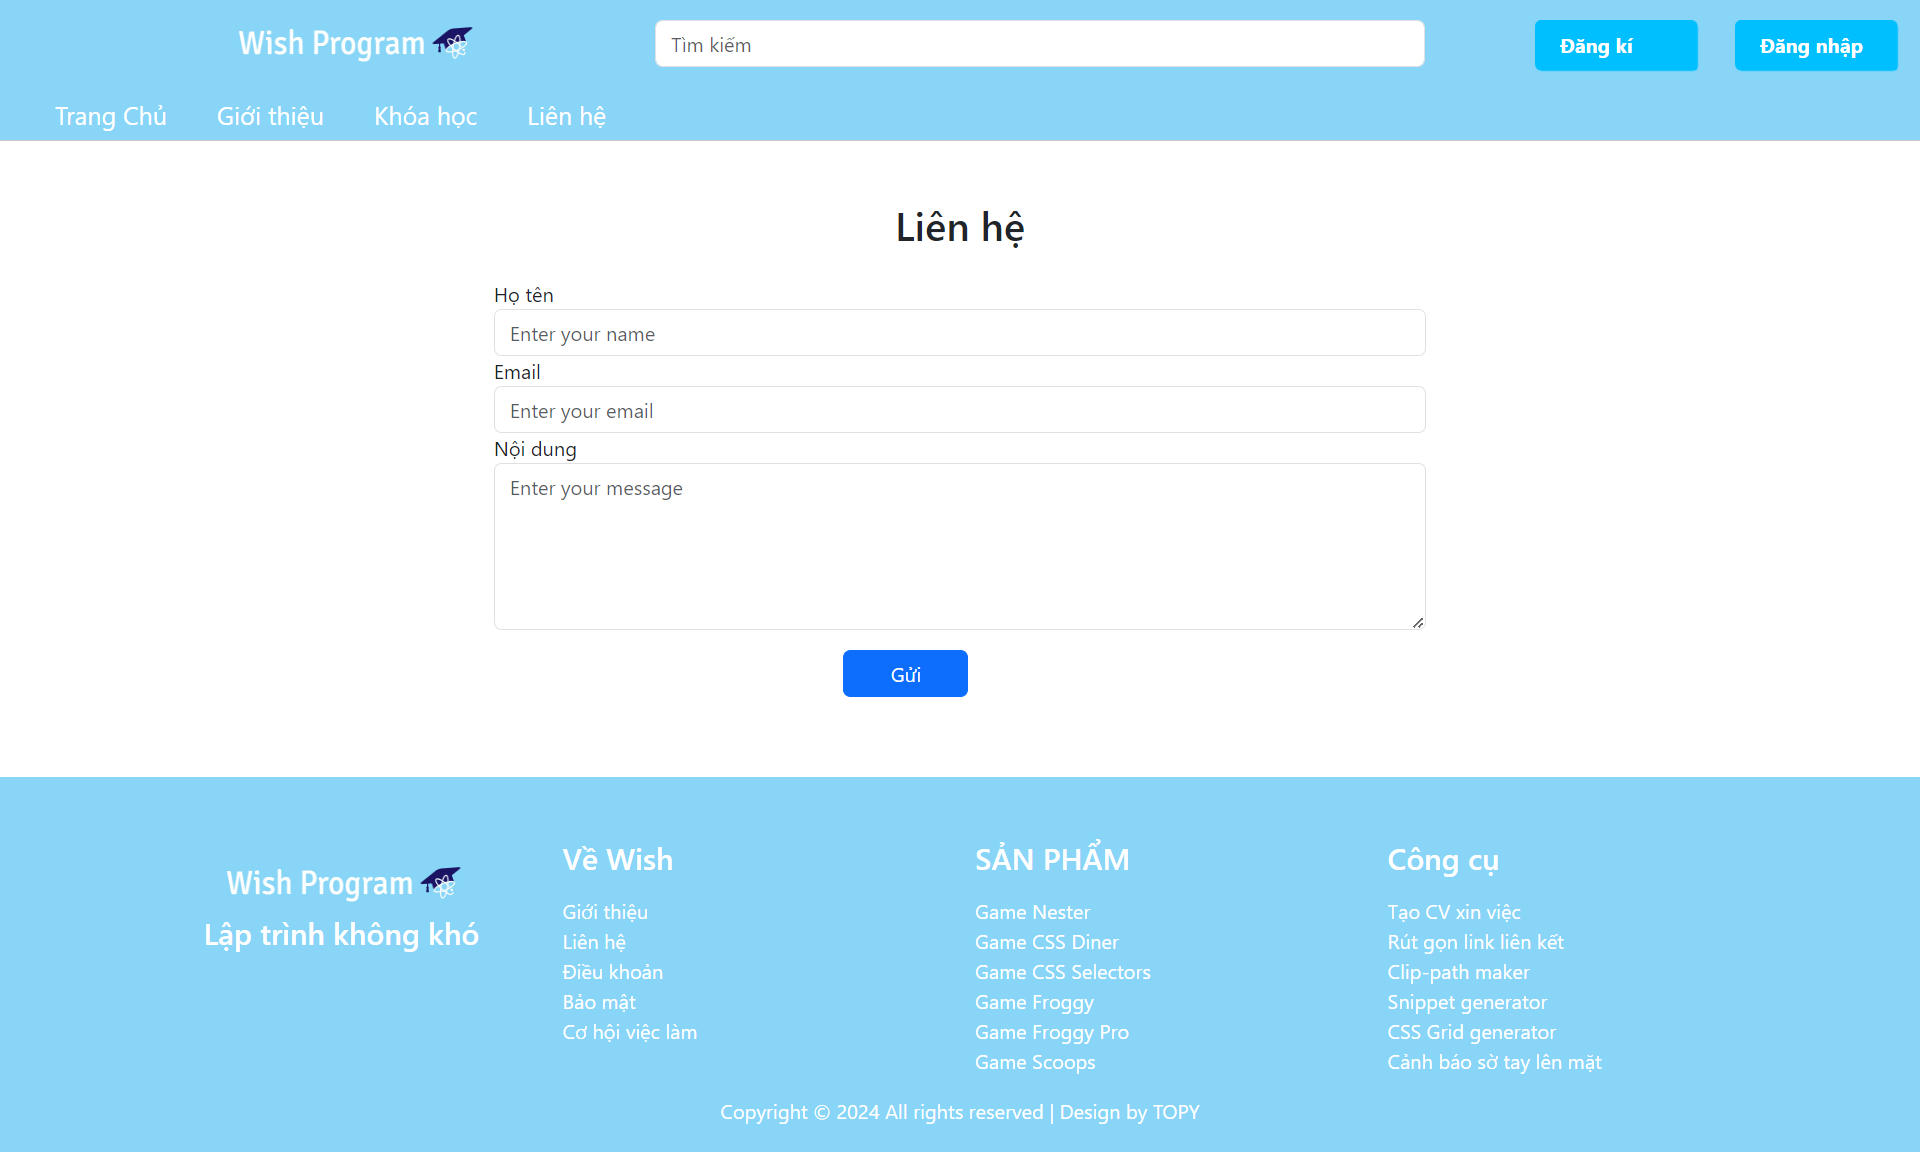 Wish Program
Tìm kiếm
Đăng kí
Đăng nhập
Trang Chủ
Giới thiệu
Khóa học
Liên hệ
Liên hệ
Họ tên
Enter your name
Email
Enter your email
Nội dung
Enter your message
Gửi
Wish Program
Lập trình không khó
Về Wish
Giới thiệu
Liên hệ
Điều khoản
Bảo mật
Cơ hội việc làm
SẢN PHẨM
Game Nester
Game CSS Diner
Game CSS Selectors
Game Froggy
Game Froggy Pro
Game Scoops
Công cụ
Tạo CV xin việc
Rút gọn link liên kết
Clip-path maker
Snippet generator
CSS Grid generator
Cảnh báo sờ tay lên mặt
Copyright © 2024 All rights reserved | Design by TOPY